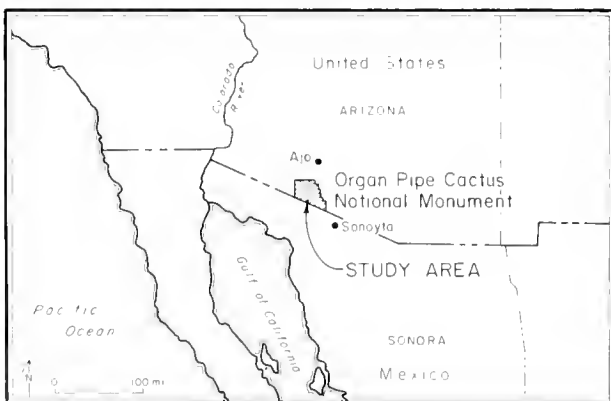 United States
Colorado
River
ARIZONA
Ajo
Organ Pipe Cactus
National Monument
Sonoyta
STUDY AREA
Gulf of California
Pacific
Ocean
SONORA
Mexico
N
0 100 mi